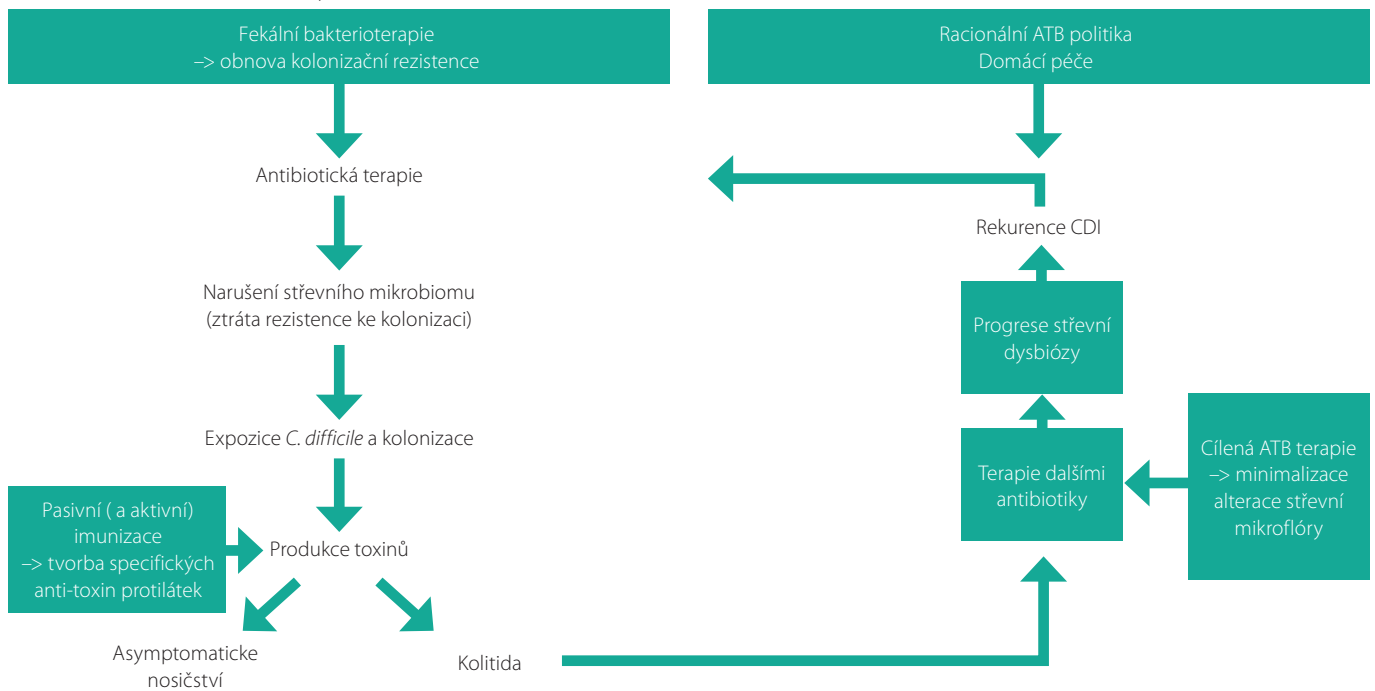 Fekální bakterioterapie
–> obnova kolonizační rezistence
Racionální ATB politika
Domácí péče
Antibiotická terapie
Rekurence CDI
Narušení střevního mikrobiomu
(ztráta rezistence ke kolonizaci)
Progrese střevní
dysbiózy
Expozice C. difficile a kolonizace
Terapie dalšími
antibiotiky
Cílená ATB terapie
–> minimalizace
alterace střevní
mikroflóry
Pasivní ( a aktivní)
imunizace
–> tvorba specifických
anti-toxin protilátek
Produkce toxinů
Asymptomaticke
nosičství
Kolitida